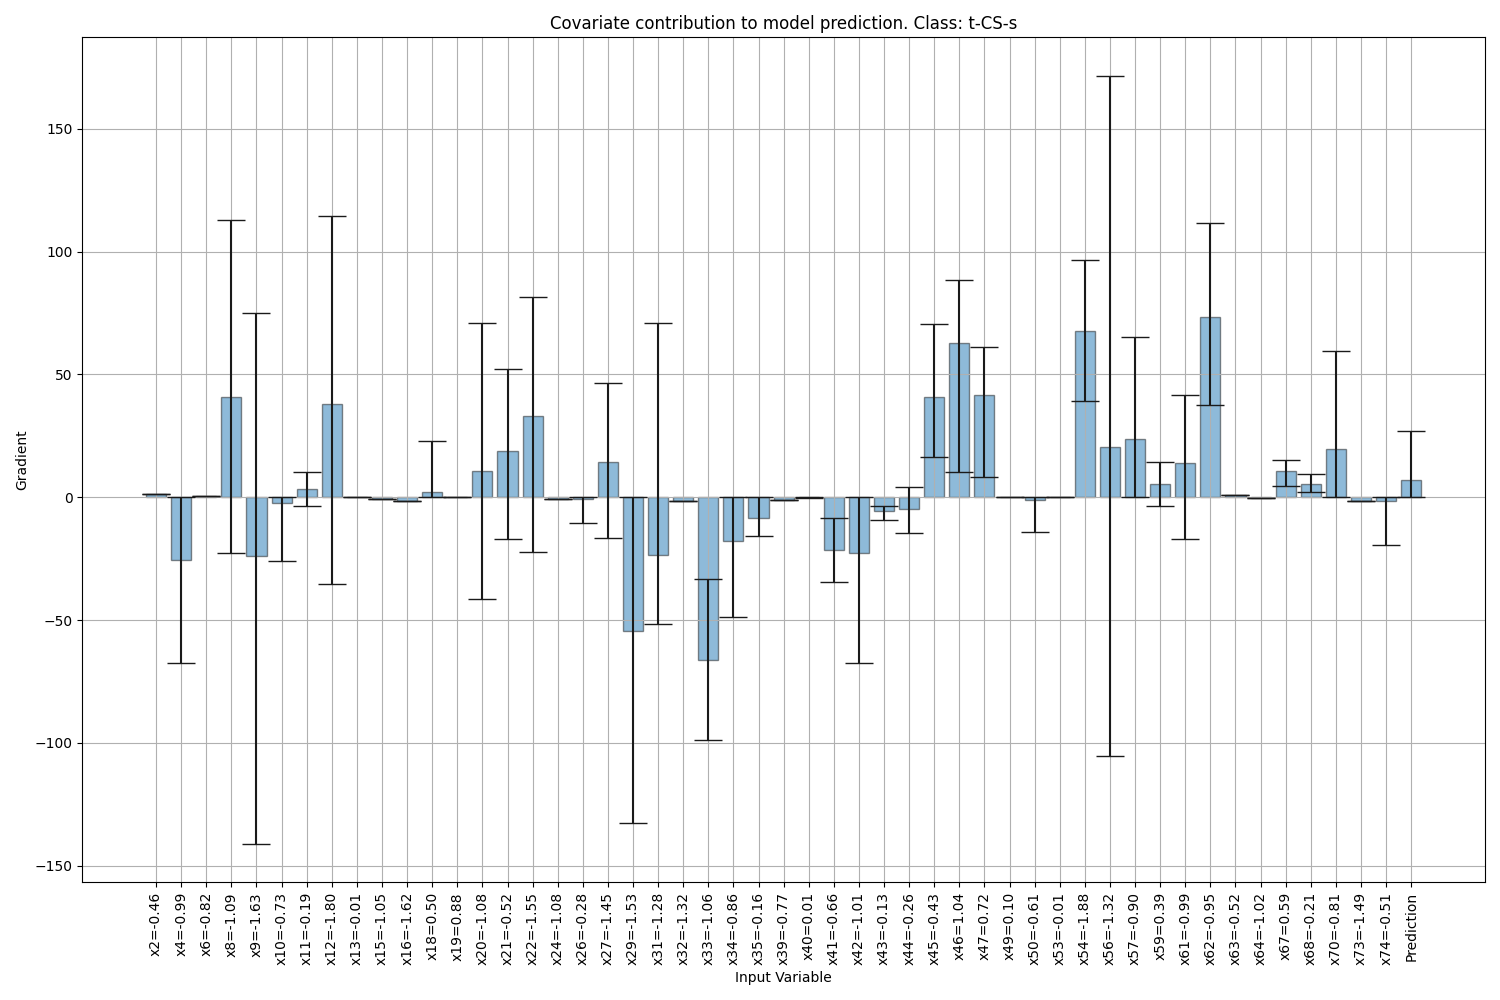 Covariate contribution to model prediction. Class: t-CS-s
Gradient
150
100
50
0
−50
−100
−150
x2=-0.46
x4=-0.99
x6=-0.82
x8=-1.09
x9=-1.63
x10=-0.73
x11=-0.19
x12=-1.80
x13=-0.01
x15=-1.05
x16=-1.62
x18=0.50
x19=0.88
x20=-1.08
x21=-0.52
x22=-1.55
x24=-1.08
x26=-0.28
x27=-1.45
x29=-1.53
x31=-1.28
x32=-1.32
x33=-1.06
x34=-0.86
x35=-0.16
x39=-0.77
x40=0.01
x41=-0.66
x42=-1.01
x43=-0.13
x44=-0.26
x45=-0.43
x46=1.04
x47=0.72
x49=0.10
x50=-0.61
x53=-0.01
x54=-1.88
x56=-1.32
x57=-0.90
x59=0.39
x61=-0.99
x62=-0.95
x63=-0.52
x64=-1.02
x67=-0.59
x68=-0.21
x70=-0.81
x73=-1.49
x74=-0.51
Prediction
Input Variable